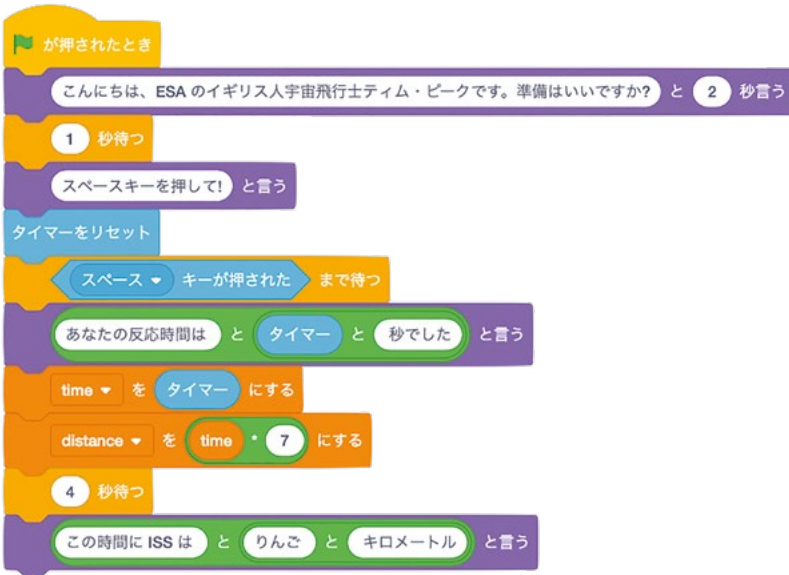 が押されたとき
こんにちは、ESA のイギリス人宇宙飛行士ティム・ピークです。準備はいいですか? と 2 秒言う
1 秒待つ
スペースキーを押して! と言う
タイマーをリセット
スペース キーが押された まで待つ
あなたの反応時間は と タイマー と 秒でした と言う
time を タイマー にする
distance を time * 7 にする
4 秒待つ
この時間に ISS は と りんご と キロメートル と言う